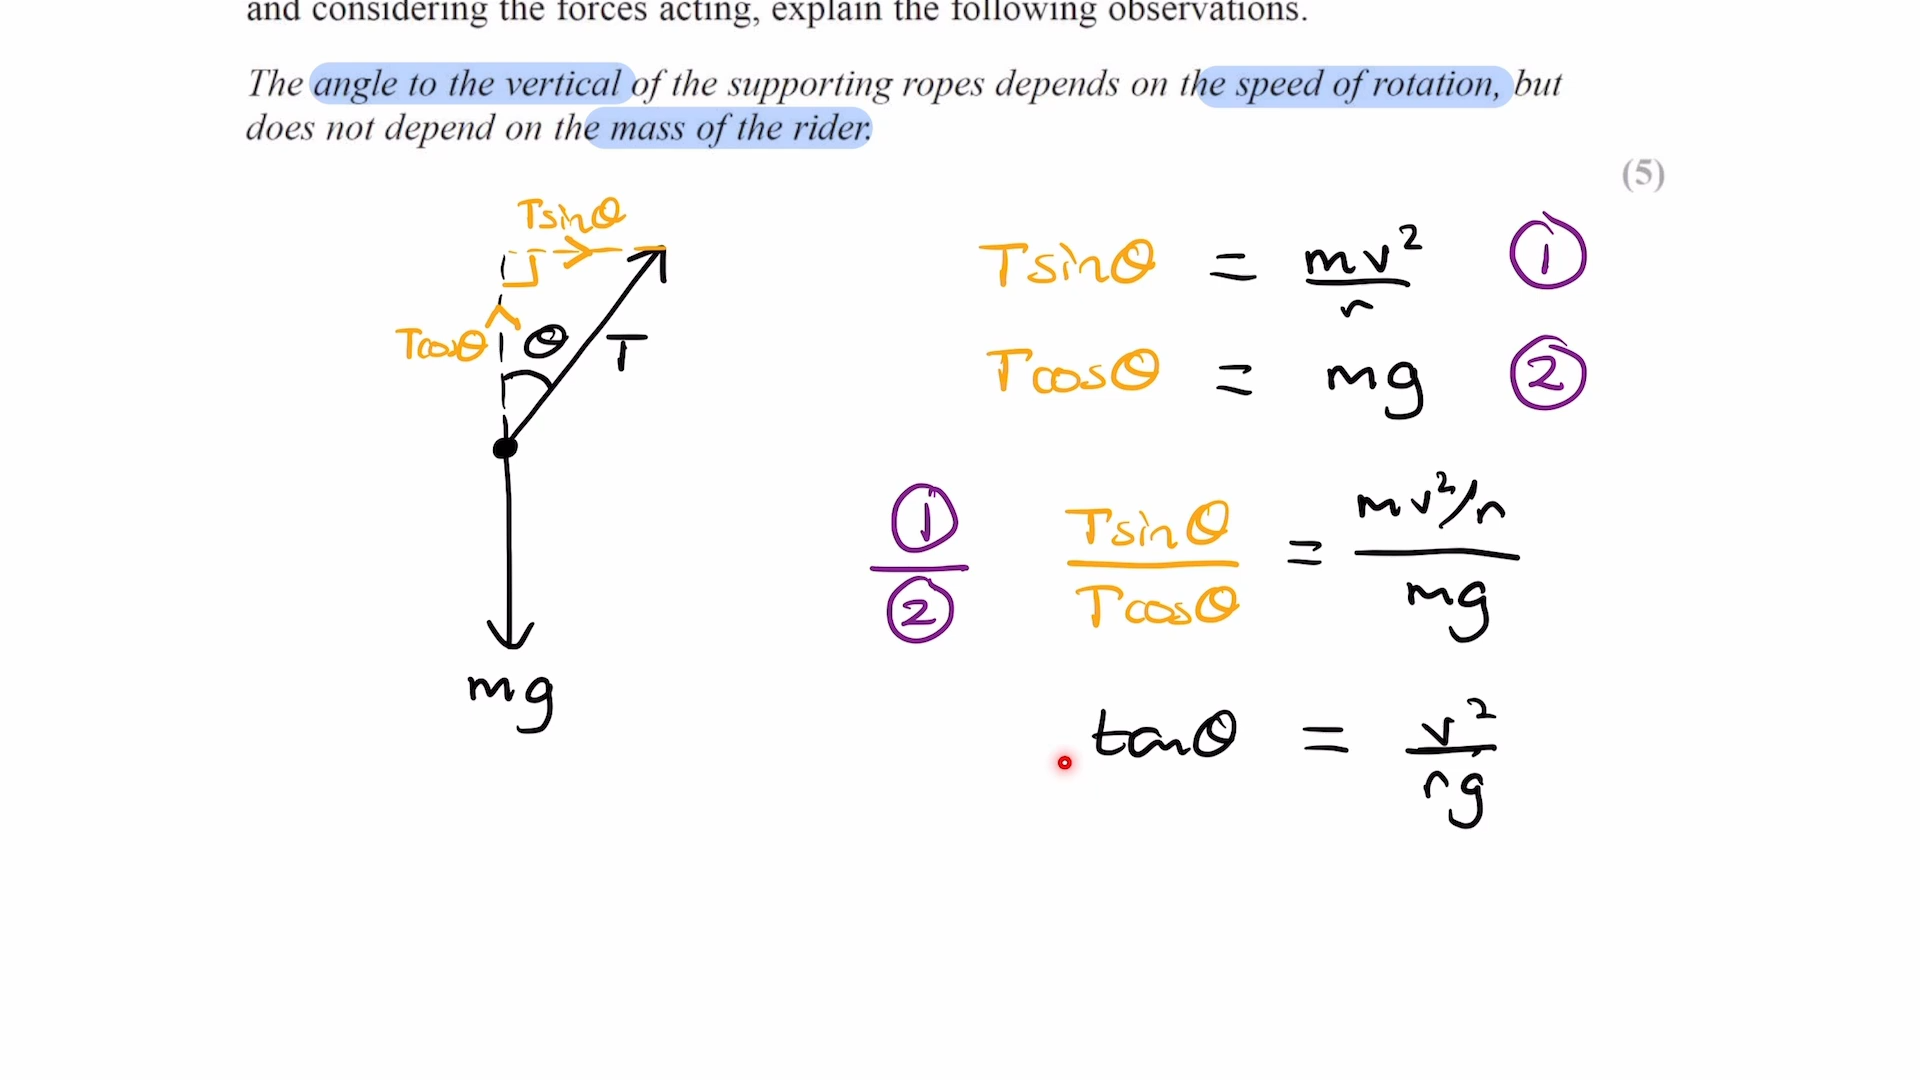 and considering the forces acting, explain the following observations.
The angle to the vertical of the supporting ropes depends on the speed of rotation, but
does not depend on the mass of the rider.
(5)
Tsinθ
Tcosθ
θ
T
mg
Tsinθ = mv²/r ①
Tcosθ = mg ②
①/② Tsinθ/Tcosθ = mv²/r / mg
tanθ = v²/rg